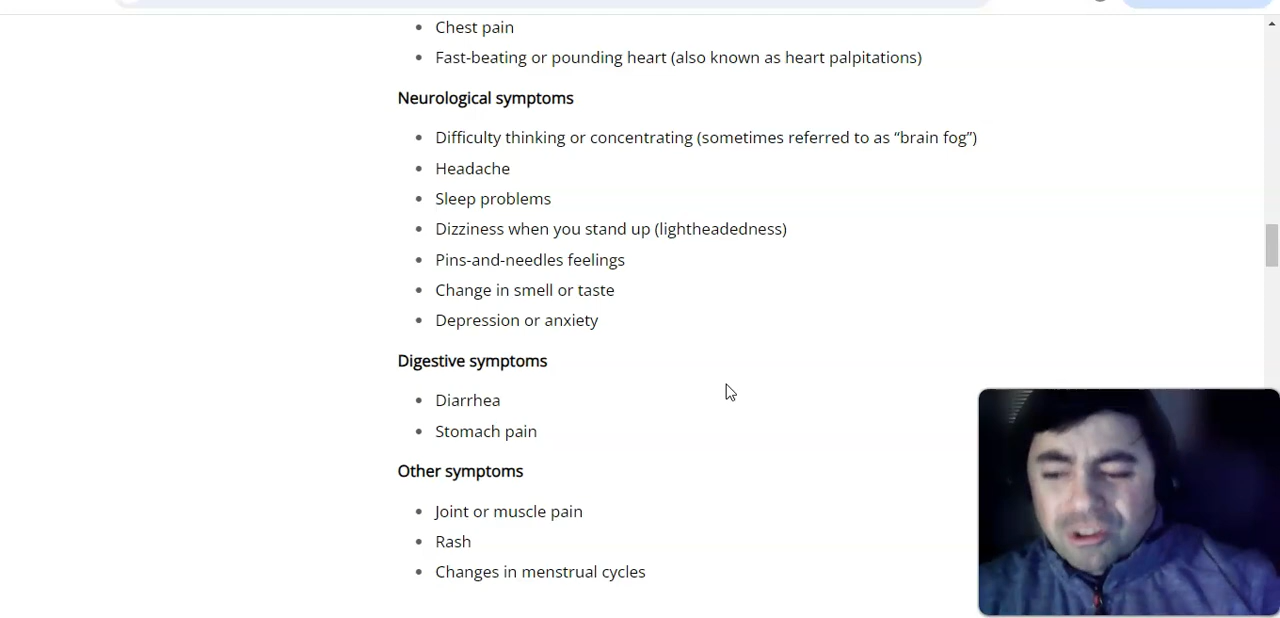 Chest pain
Fast-beating or pounding heart (also known as heart palpitations)
Neurological symptoms
Difficulty thinking or concentrating (sometimes referred to as “brain fog”)
Headache
Sleep problems
Dizziness when you stand up (lightheadedness)
Pins-and-needles feelings
Change in smell or taste
Depression or anxiety
Digestive symptoms
Diarrhea
Stomach pain
Other symptoms
Joint or muscle pain
Rash
Changes in menstrual cycles